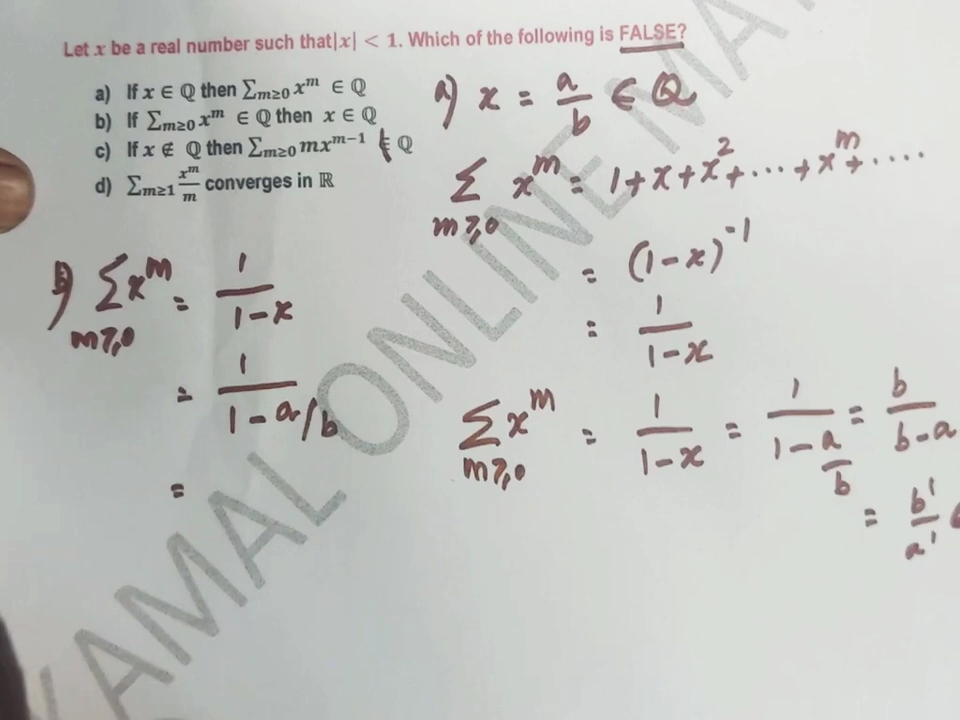 Let x be a real number such that|x| < 1. Which of the following is FALSE?
a) If x ∈ ℚ then ∑m≥0 x^m ∈ ℚ
b) If ∑m≥0 x^m ∈ ℚ then x ∈ ℚ
c) If x ∉ ℚ then ∑m≥0 mx^(m−1) ∉ ℚ
d) ∑m≥1 x^m/m converges in ℝ
a) x = a/b ∈ Q
∑m≥0 x^m = 1+x+x^2+...+x^m+....
= (1-x)^-1
= 1/(1-x)
∑m≥0 x^m = 1/(1-x) = 1/(1-a/b) = b/(b-a)
= b'/a'
b) ∑m≥0 x^m = 1/(1-x)
= 1/(1-a/b)
=
KAMAL ONLINE MA